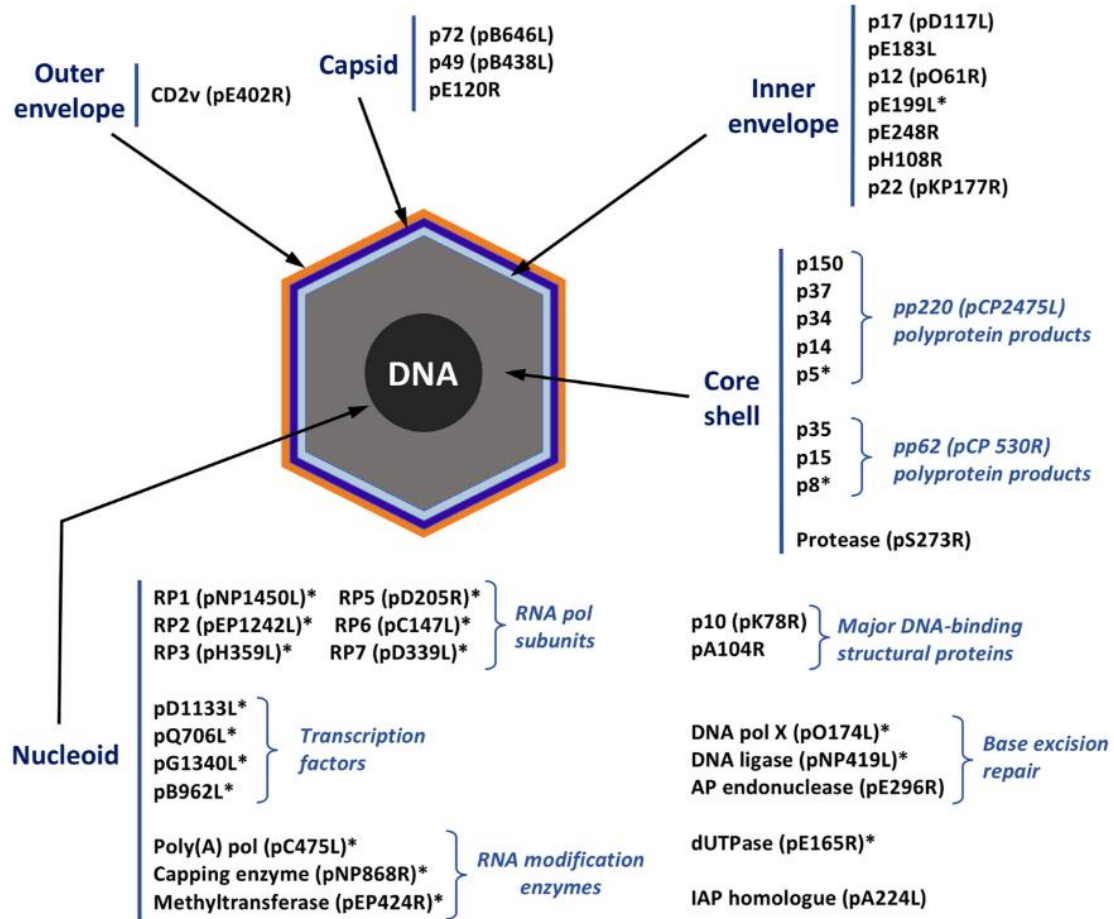 Outer
envelope
CD2v (pE402R)
Capsid
p72 (pB646L)
p49 (pB438L)
pE120R
Inner
envelope
p17 (pD117L)
pE183L
p12 (pO61R)
pE199L*
pE248R
pH108R
p22 (pKP177R)
DNA
Core
shell
p150
p37
p34
p14
p5*
pp220 (pCP2475L)
polyprotein products
p35
p15
p8*
pp62 (pCP 530R)
polyprotein products
Protease (pS273R)
Nucleoid
RP1 (pNP1450L)* RP5 (pD205R)*
RP2 (pEP1242L)* RP6 (pC147L)*
RP3 (pH359L)* RP7 (pD339L)*
RNA pol
subunits
pD1133L*
pQ706L*
pG1340L*
pB962L*
Transcription
factors
Poly(A) pol (pC475L)*
Capping enzyme (pNP868R)*
Methyltransferase (pEP424R)*
RNA modification
enzymes
p10 (pK78R)
pA104R
Major DNA-binding
structural proteins
DNA pol X (pO174L)*
DNA ligase (pNP419L)*
AP endonuclease (pE296R)
Base excision
repair
dUTPase (pE165R)*
IAP homologue (pA224L)